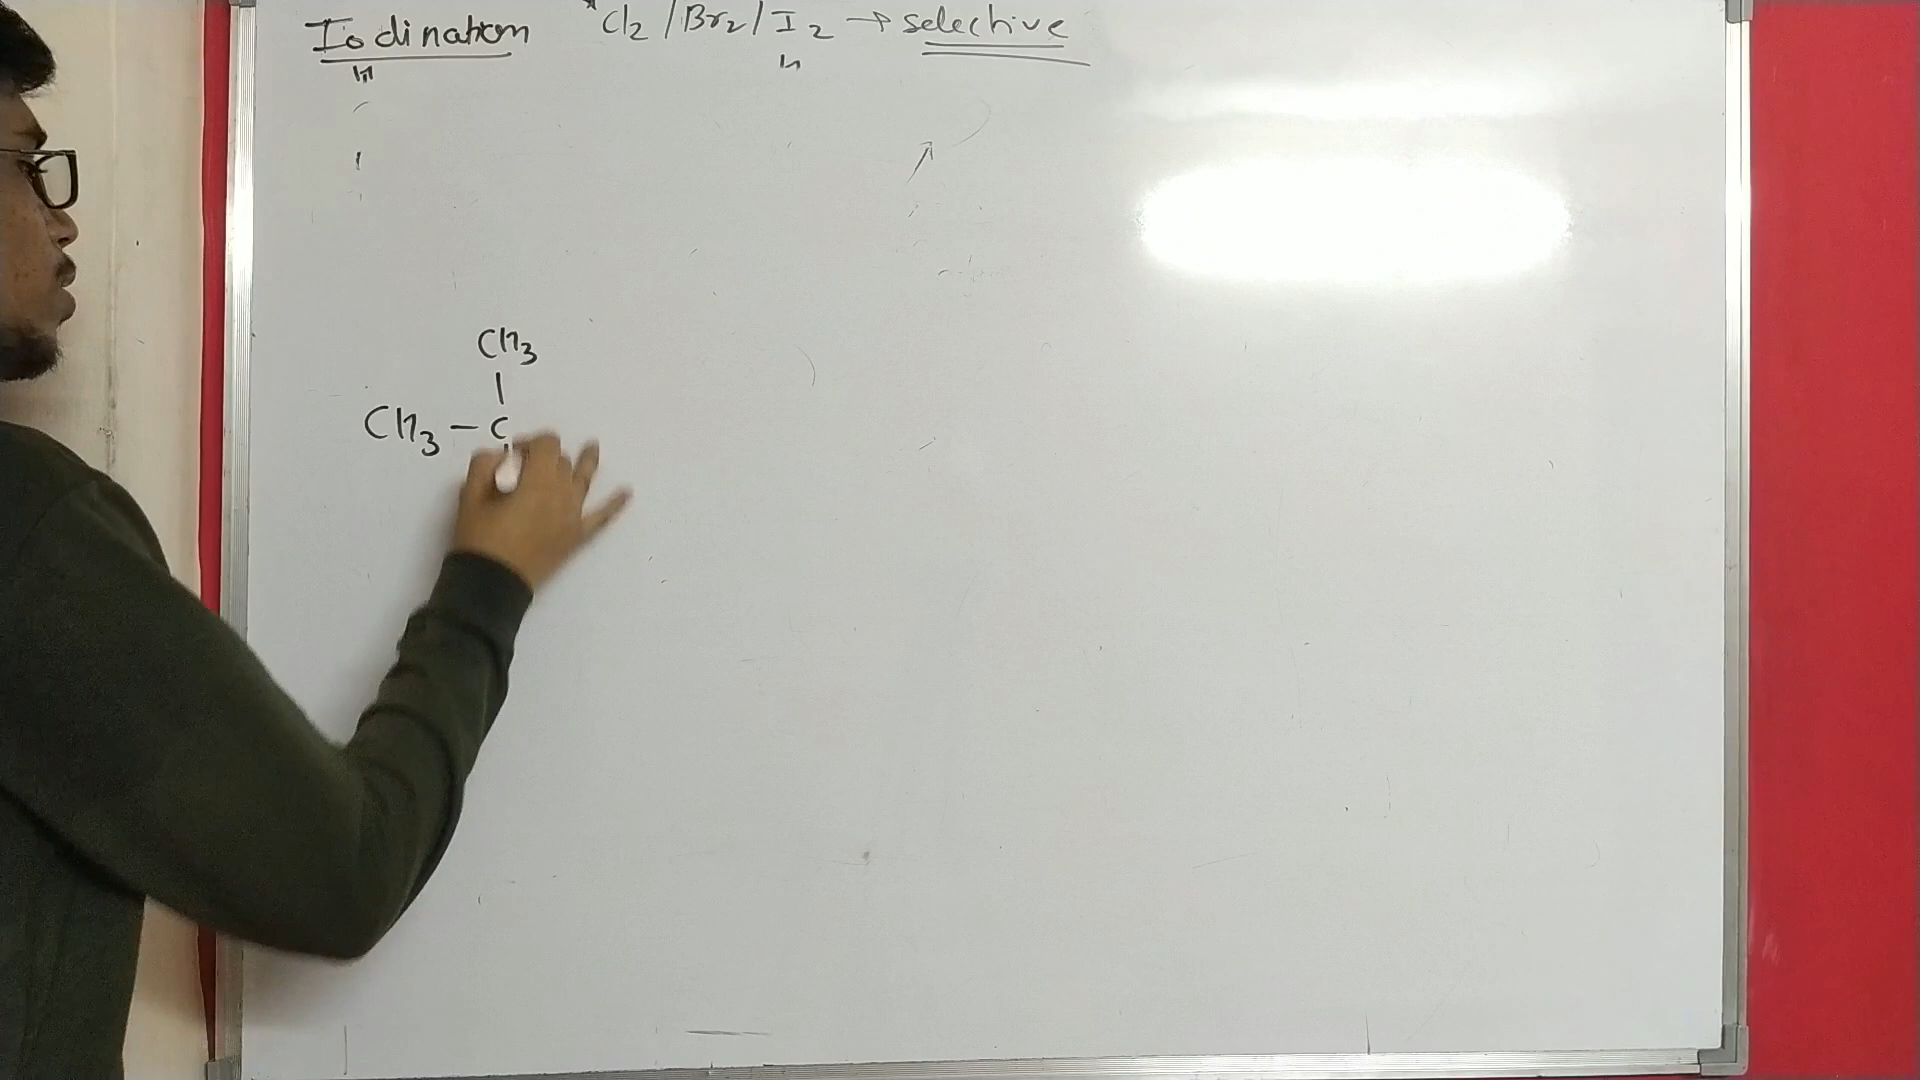 Iodination *Cl2 / Br2 / I2 → selective
CH3
|
CH3 - C
|